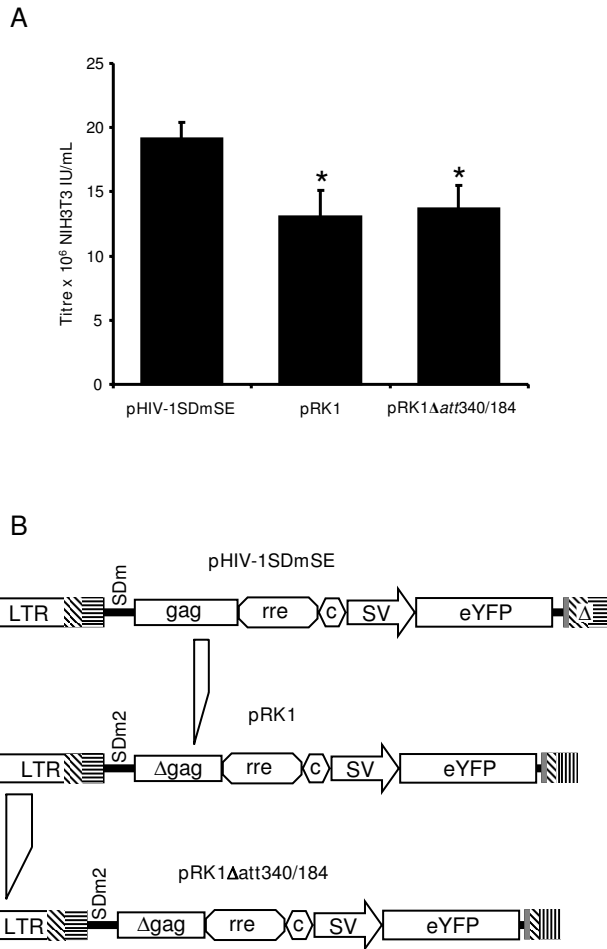 A
25
20
15
10
5
0
Titre x 10⁶ NIH3T3 IU/mL
*
*
pHIV-1SDmSE
pRK1
pRK1Δatt340/184
B
pHIV-1SDmSE
LTR
SDm
gag
rre
c
SV
eYFP
Δ
pRK1
LTR
SDm2
Δgag
rre
c
SV
eYFP
pRK1Δatt340/184
LTR
SDm2
Δgag
rre
c
SV
eYFP